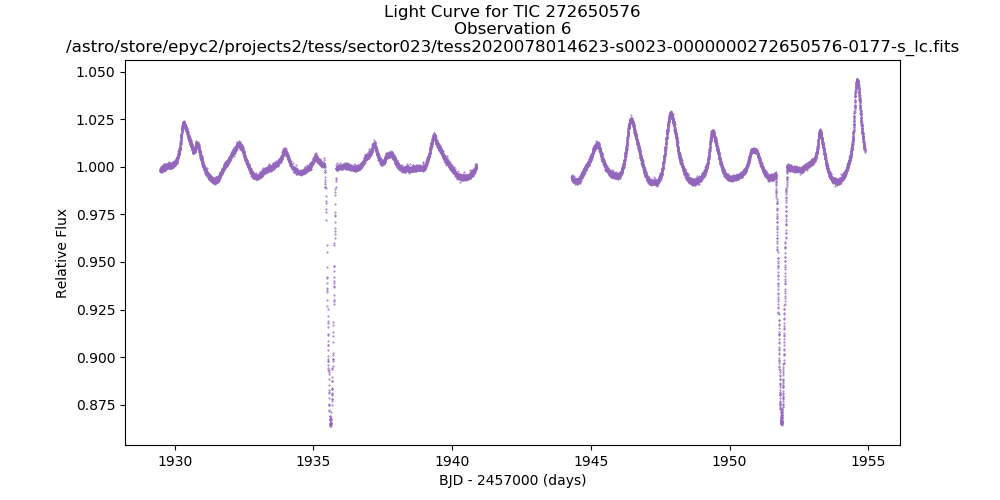 Light Curve for TIC 272650576
Observation 6
/astro/store/epyc2/projects2/tess/sector023/tess2020078014623-s0023-0000000272650576-0177-s_lc.fits
1.050
1.025
1.000
0.975
0.950
0.925
0.900
0.875
Relative Flux
1930
1935
1940
1945
1950
1955
BJD - 2457000 (days)